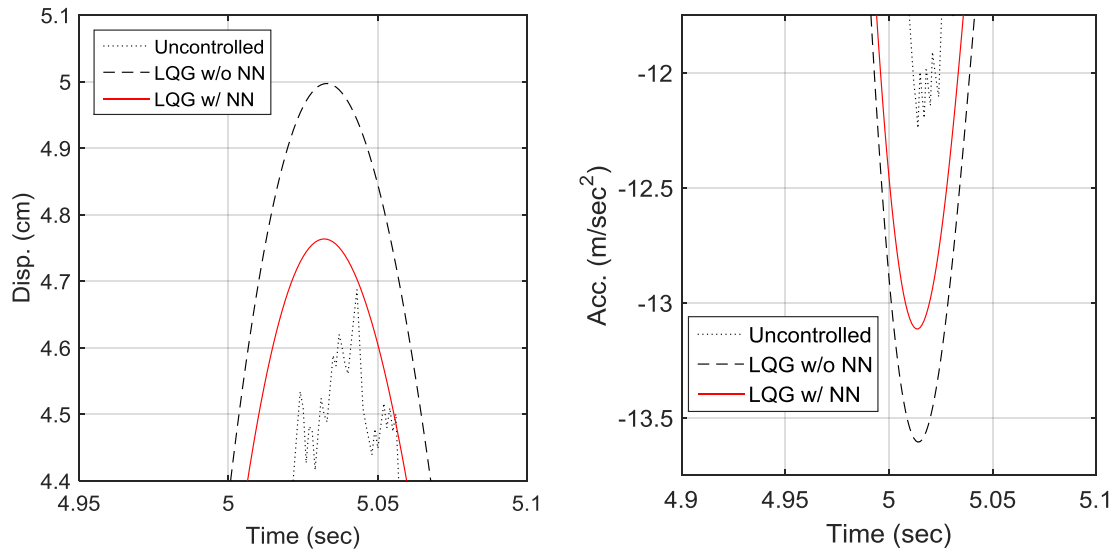 5.1
5
4.9
4.8
4.7
4.6
4.5
4.4
Disp. (cm)
Uncontrolled
LQG w/o NN
LQG w/ NN
4.95
5
5.05
5.1
Time (sec)
-12
-12.5
-13
-13.5
Acc. (m/sec²)
Uncontrolled
LQG w/o NN
LQG w/ NN
4.9
4.95
5
5.05
5.1
Time (sec)